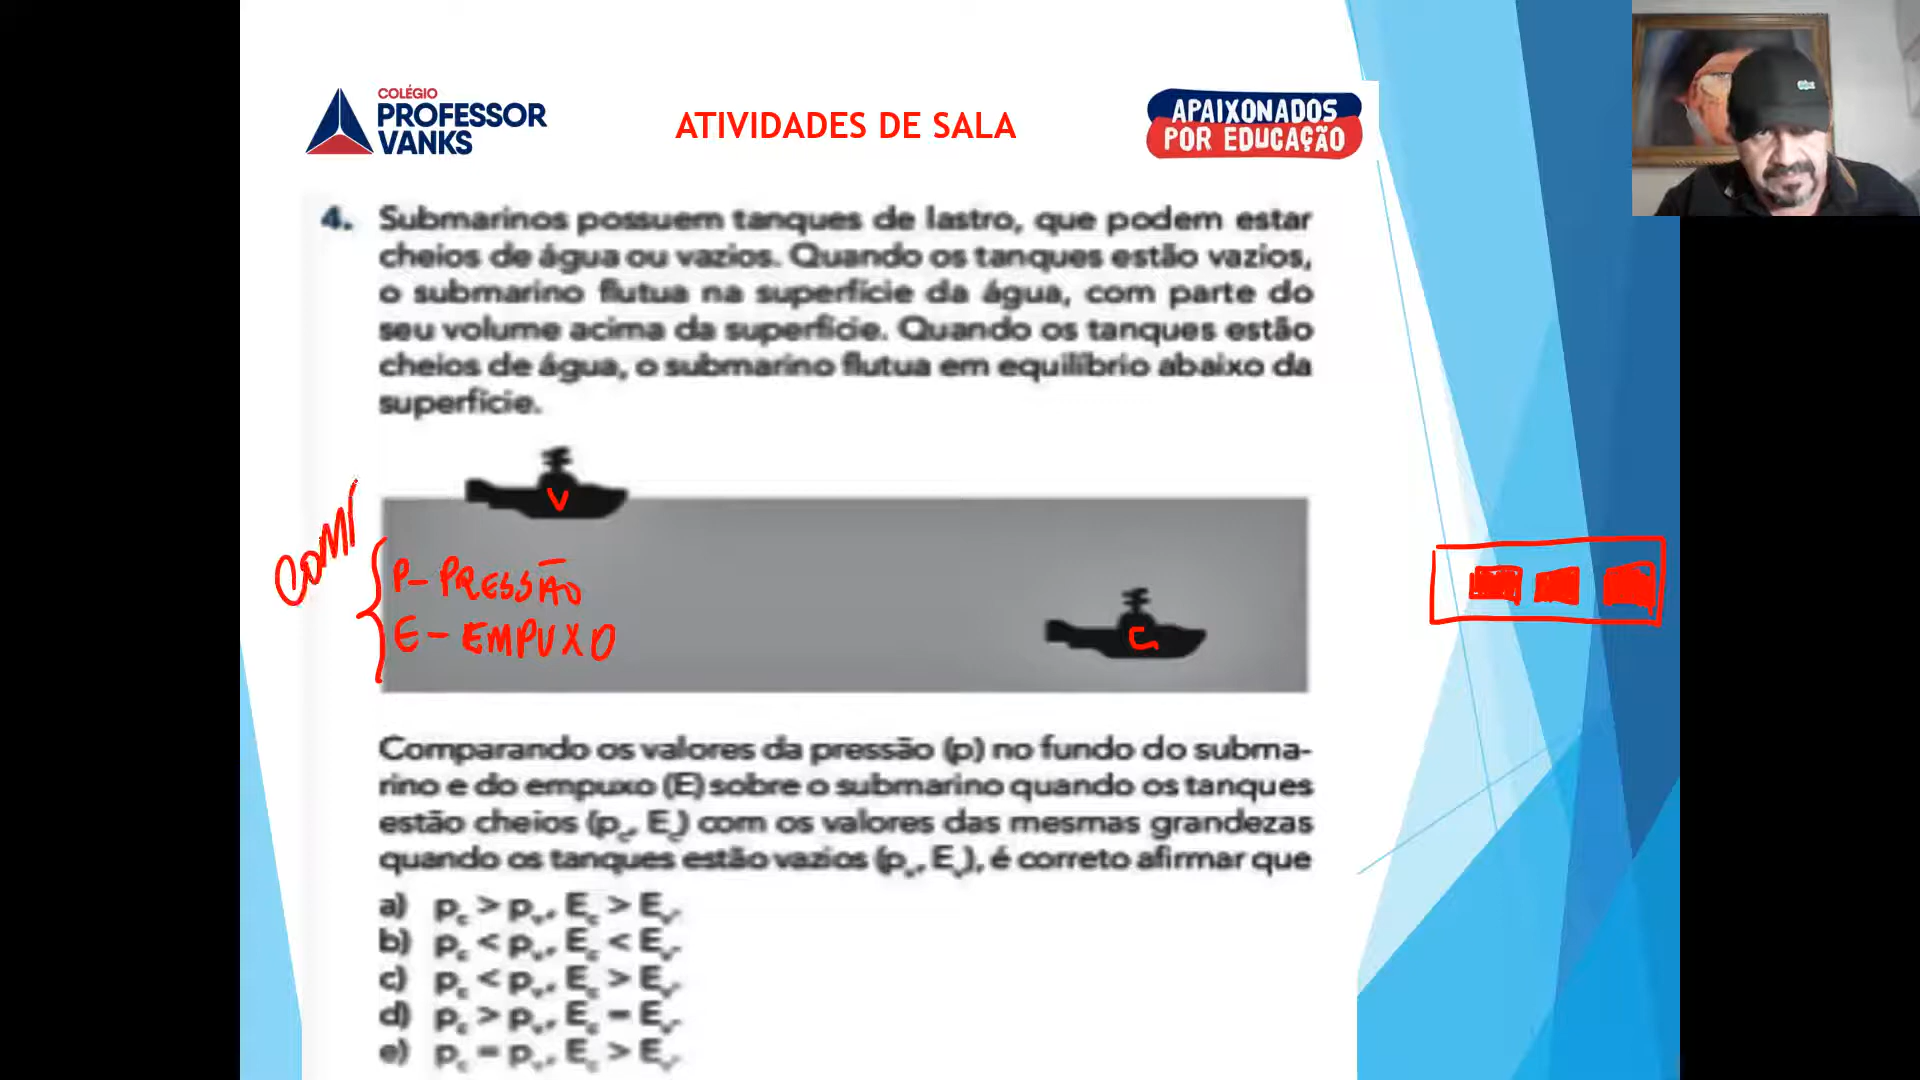 COLÉGIO
PROFESSOR
VANKS
ATIVIDADES DE SALA
APAIXONADOS
POR EDUCAÇÃO
4. Submarinos possuem tanques de lastro, que podem estar
cheios de água ou vazios. Quando os tanques estão vazios,
o submarino flutua na superfície da água, com parte do
seu volume acima da superfície. Quando os tanques estão
cheios de água, o submarino flutua em equilíbrio abaixo da
superfície.
V
P - PRESSÃO
E - EMPUXO
C
Comparando os valores da pressão (p) no fundo do subma-
rino e do empuxo (E) sobre o submarino quando os tanques
estão cheios (pc, Ec) com os valores das mesmas grandezas
quando os tanques estão vazios (pv, Ev), é correto afirmar que
a) pc > pv, Ec > Ev.
b) pc < pv, Ec < Ev.
c) pc < pv, Ec > Ev.
d) pc > pv, Ec = Ev.
e) pc = pv, Ec > Ev.